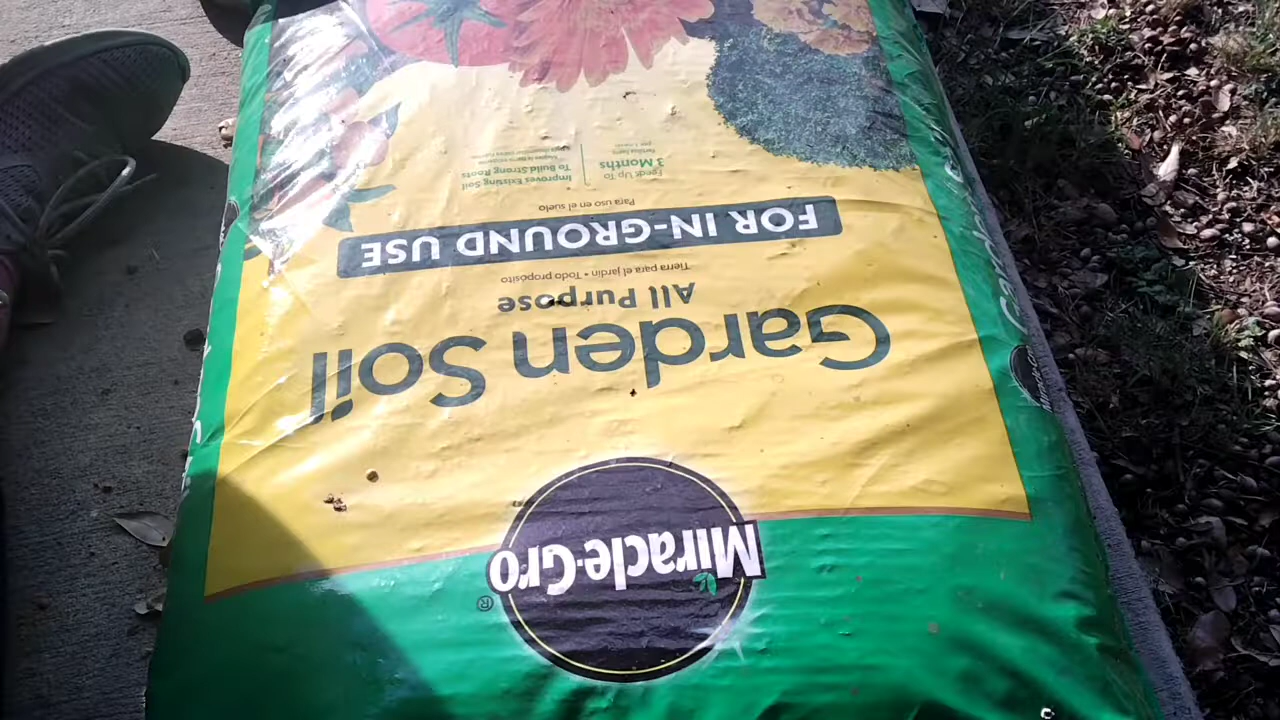 Miracle-Gro®
Garden Soil
All Purpose
Tierra para el jardín • Todo propósito
FOR IN-GROUND USE
Para uso en el suelo
Feeds Up To
3 Months
Improves Existing Soil
To Build Strong Roots